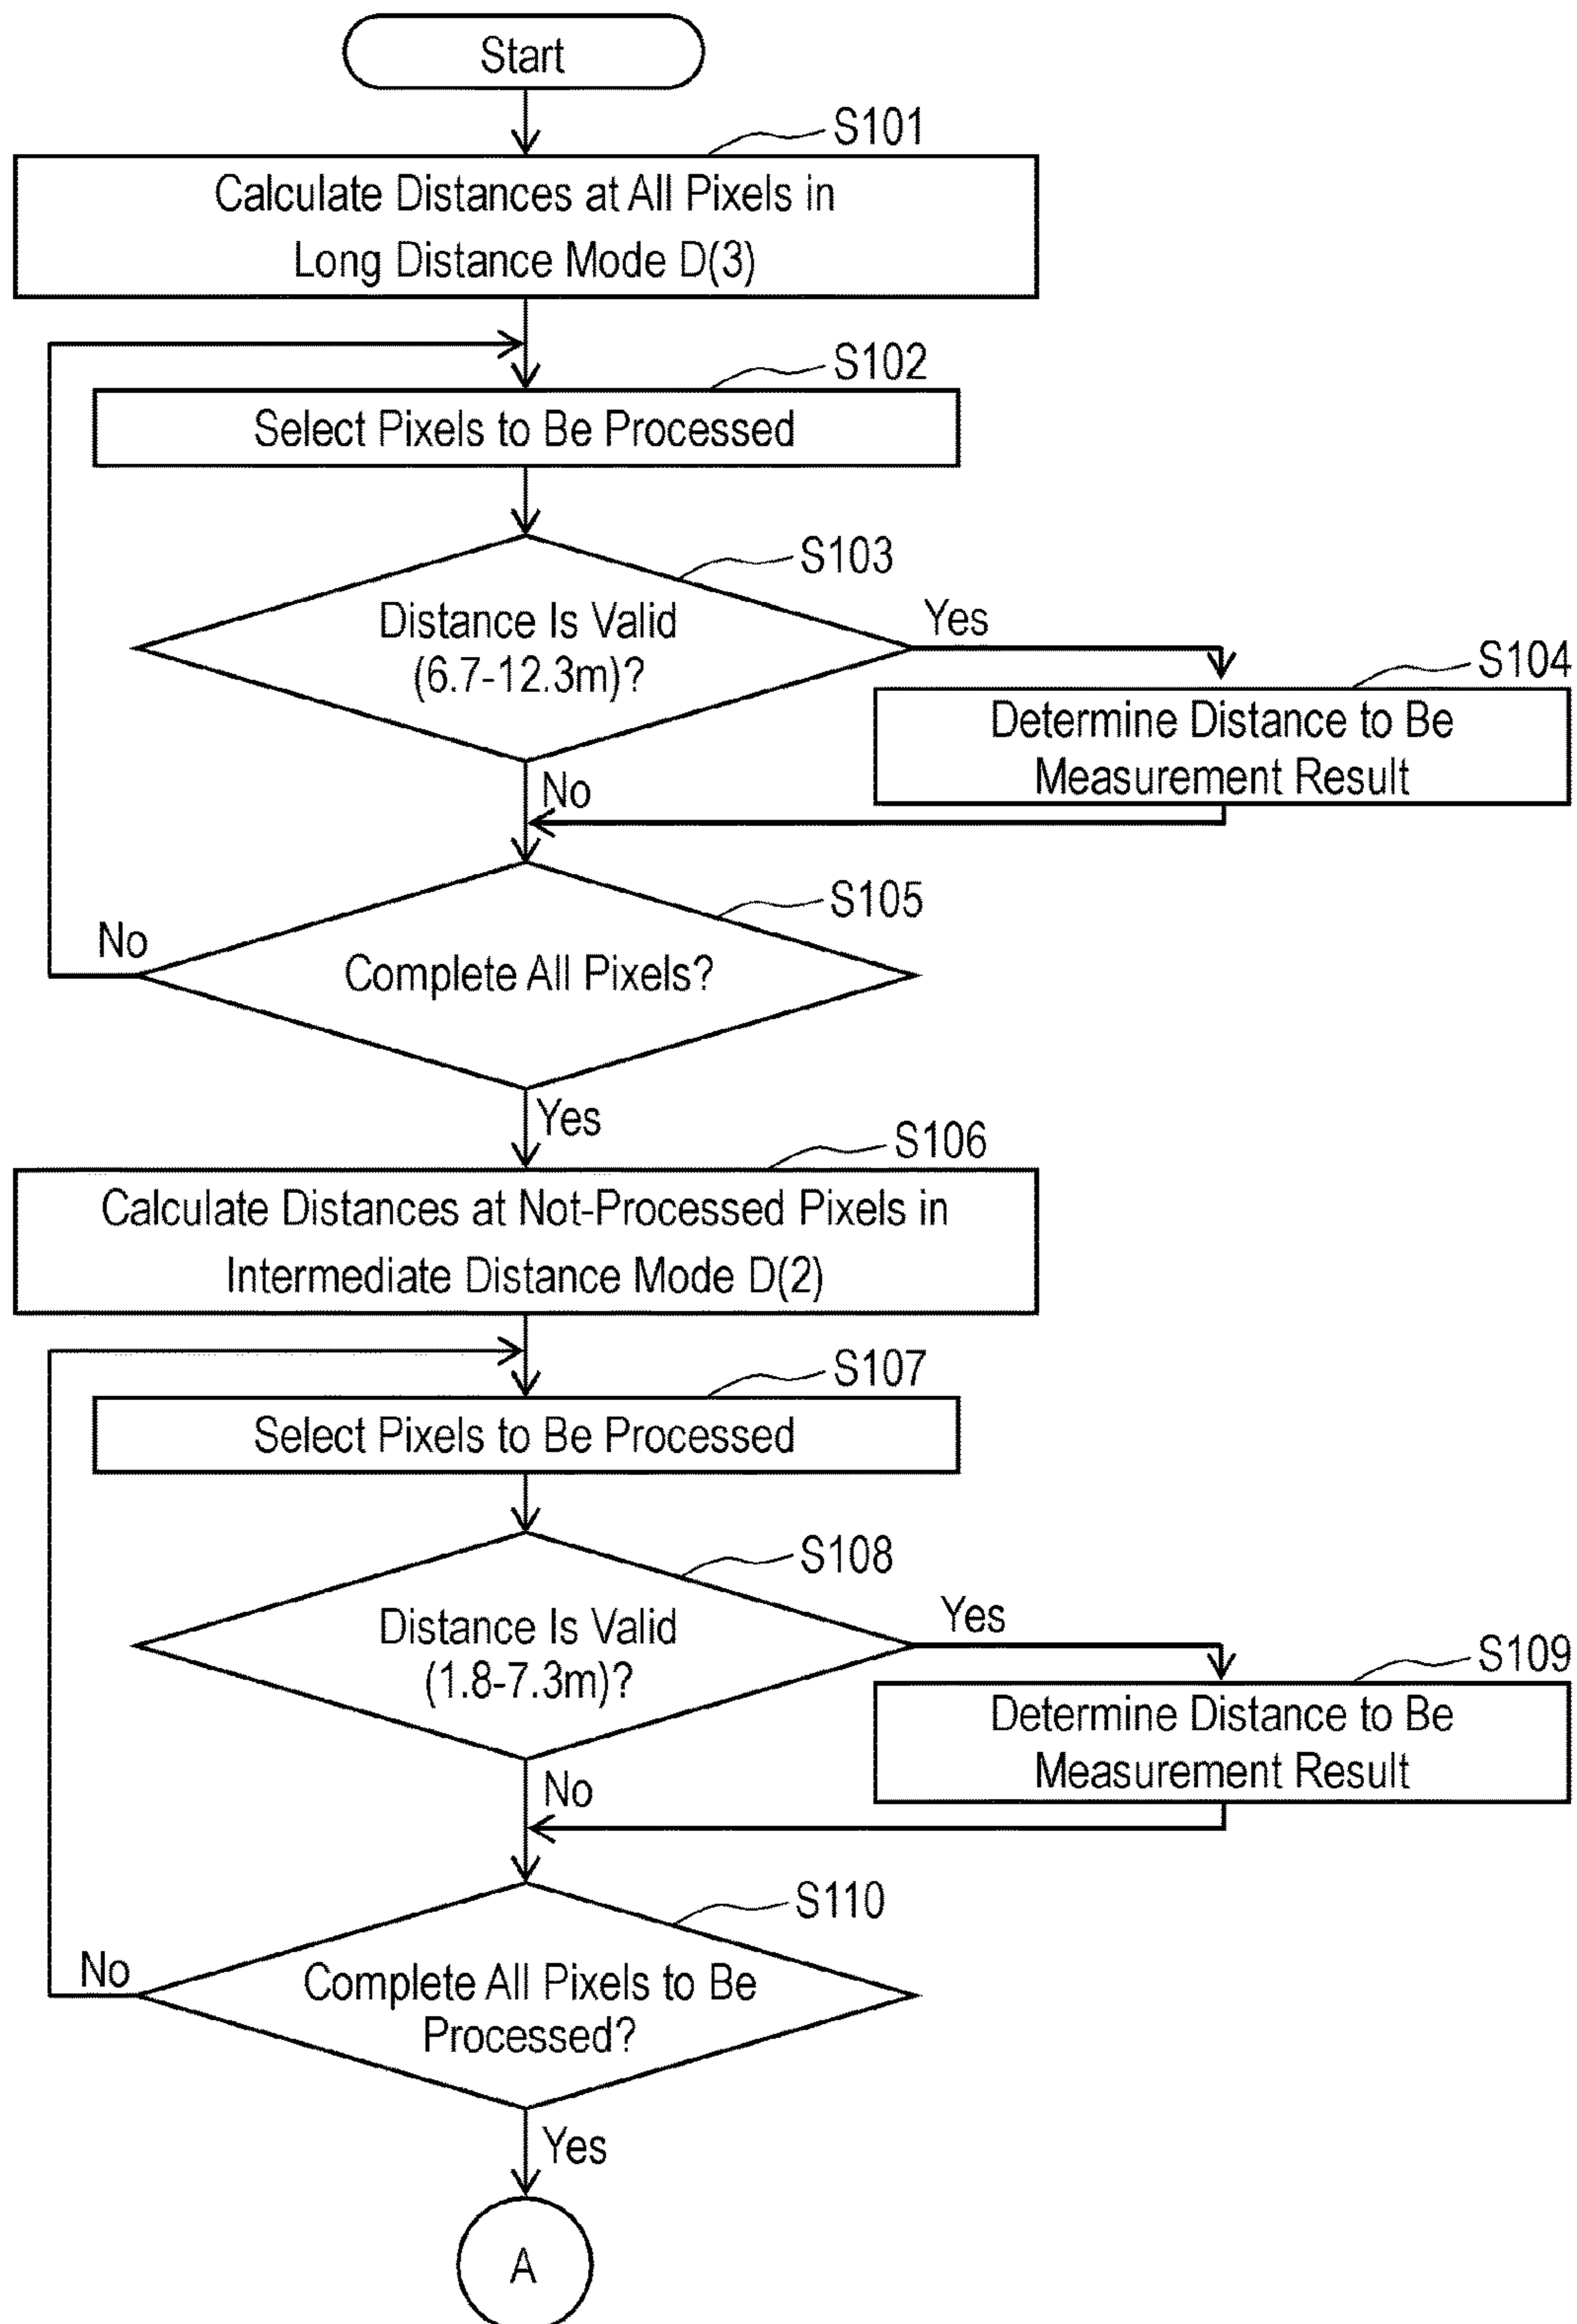 Start
S101
Calculate Distances at All Pixels in
Long Distance Mode D(3)
S102
Select Pixels to Be Processed
S103
Distance Is Valid
(6.7-12.3m)?
Yes
S104
Determine Distance to Be
Measurement Result
No
S105
No
Complete All Pixels?
Yes
S106
Calculate Distances at Not-Processed Pixels in
Intermediate Distance Mode D(2)
S107
Select Pixels to Be Processed
S108
Distance Is Valid
(1.8-7.3m)?
Yes
S109
Determine Distance to Be
Measurement Result
No
S110
No
Complete All Pixels to Be
Processed?
Yes
A